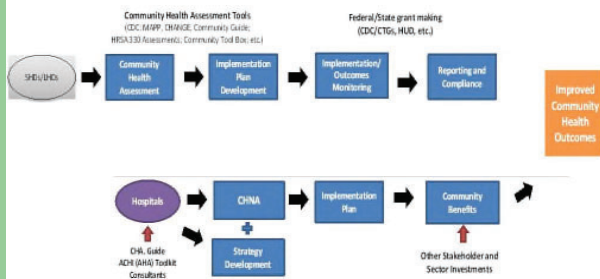 Community Health Assessment Tools
(CDC, MAPP, CHANGE, Community Guide;
HRSA 330 Assessments, Community Tool Box, etc.)
Federal/State grant making
(CDC/CTGs, HUD, etc.)
SHDs/LHDs
Community
Health
Assessment
Implementation
Plan
Development
Implementation/
Outcomes
Monitoring
Reporting and
Compliance
Improved
Community
Health
Outcomes
Hospitals
CHNA
Implementation
Plan
Community
Benefits
Strategy
Development
CHA. Guide
ACHI (AHA) Toolkit
Consultants
Other Stakeholder and
Sector Investments